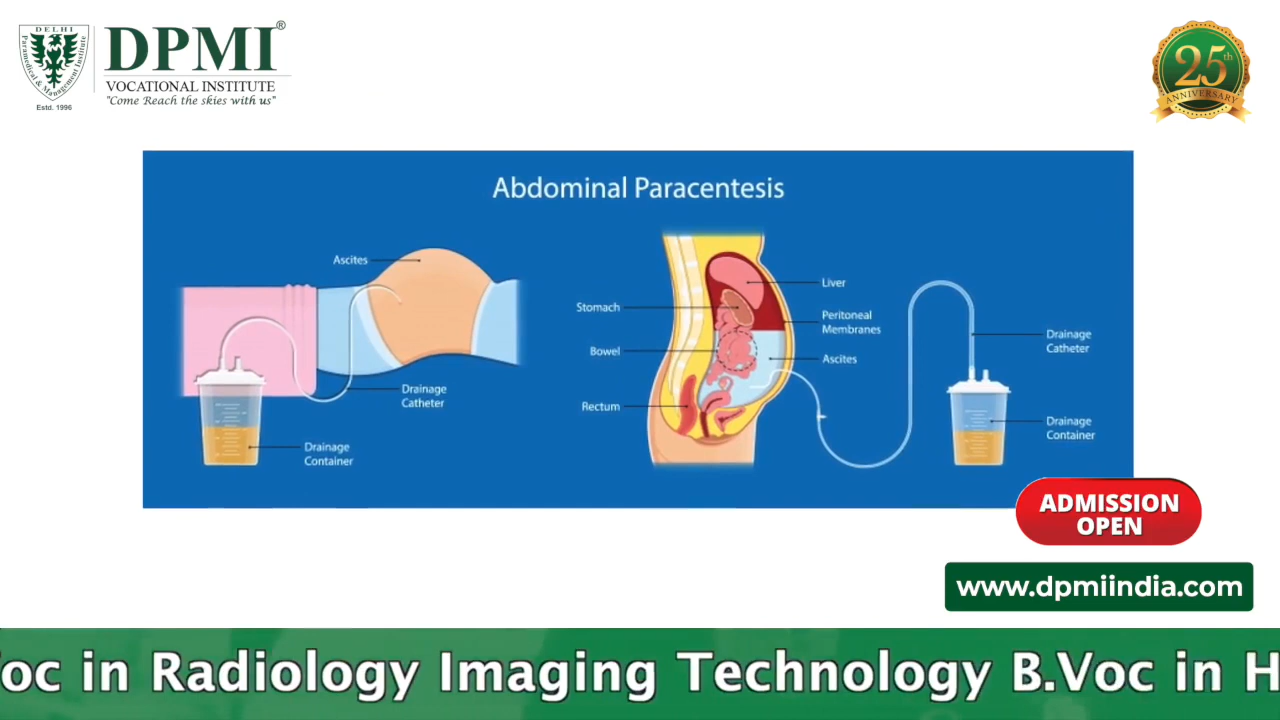 DELHI
Paramedical & Management Institute
Estd. 1996
DPMI®
VOCATIONAL INSTITUTE
"Come Reach the skies with us"
25th
ANNIVERSARY
Abdominal Paracentesis
Ascites
Drainage
Catheter
Drainage
Container
Stomach
Bowel
Rectum
Liver
Peritoneal
Membranes
Ascites
Drainage
Catheter
Drainage
Container
ADMISSION
OPEN
www.dpmiindia.com
oc in Radiology Imaging Technology B.Voc in H